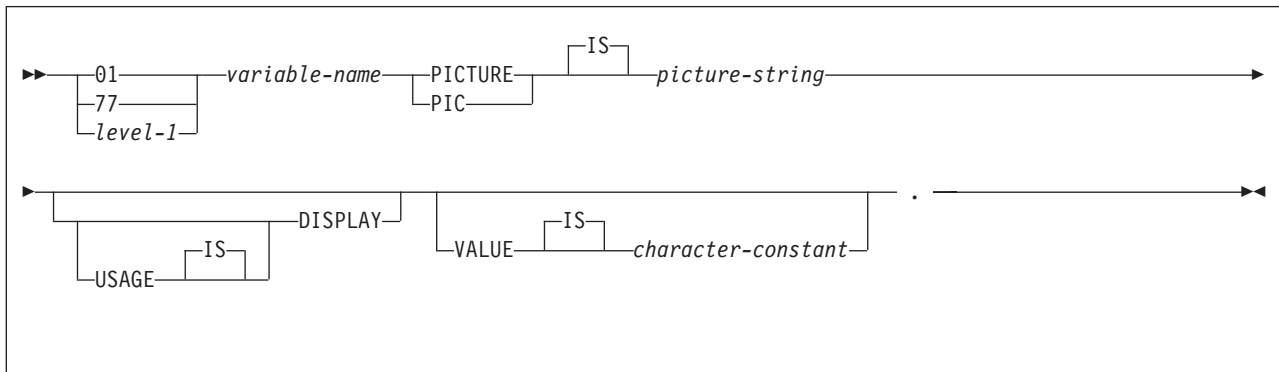 IS
01 variable-name PICTURE picture-string
77 PIC
level-1
DISPLAY . 
IS IS
USAGE VALUE character-constant